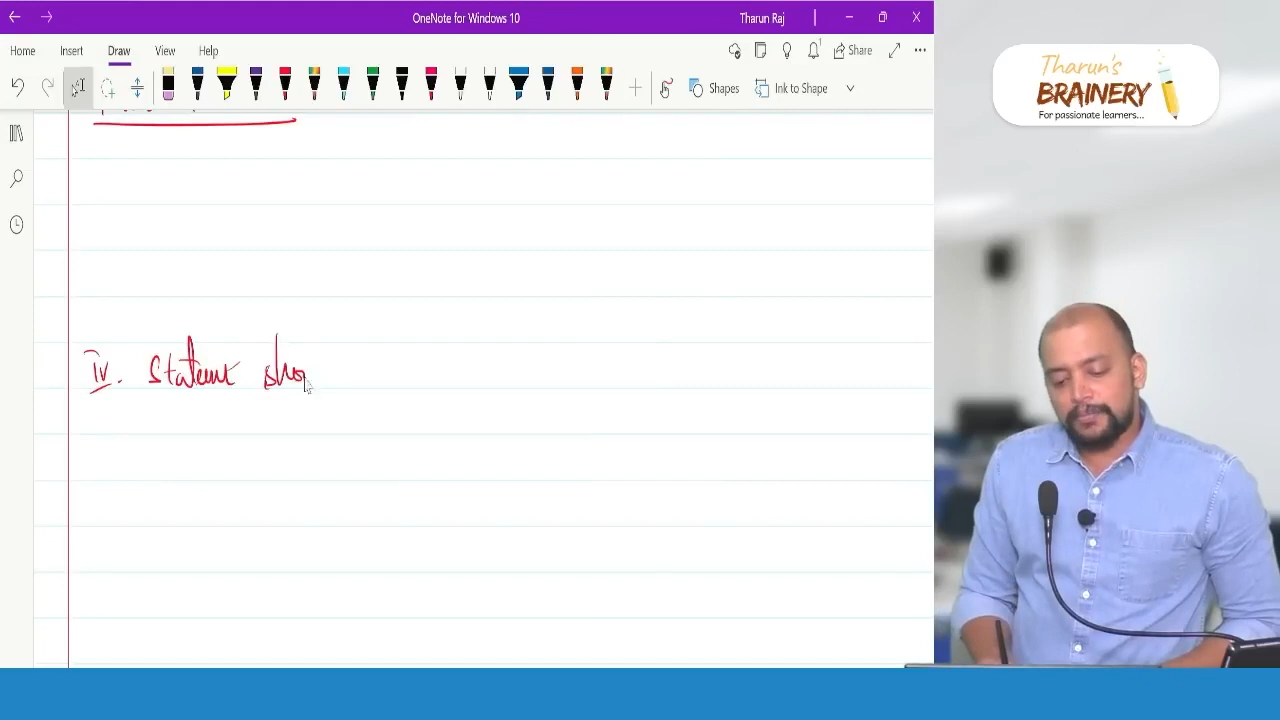 OneNote for Windows 10
Tharun Raj
Home Insert Draw View Help
Share
Shapes
Ink to Shape
Tharun's
BRAINERY
For passionate learners...
IV. Statement sho